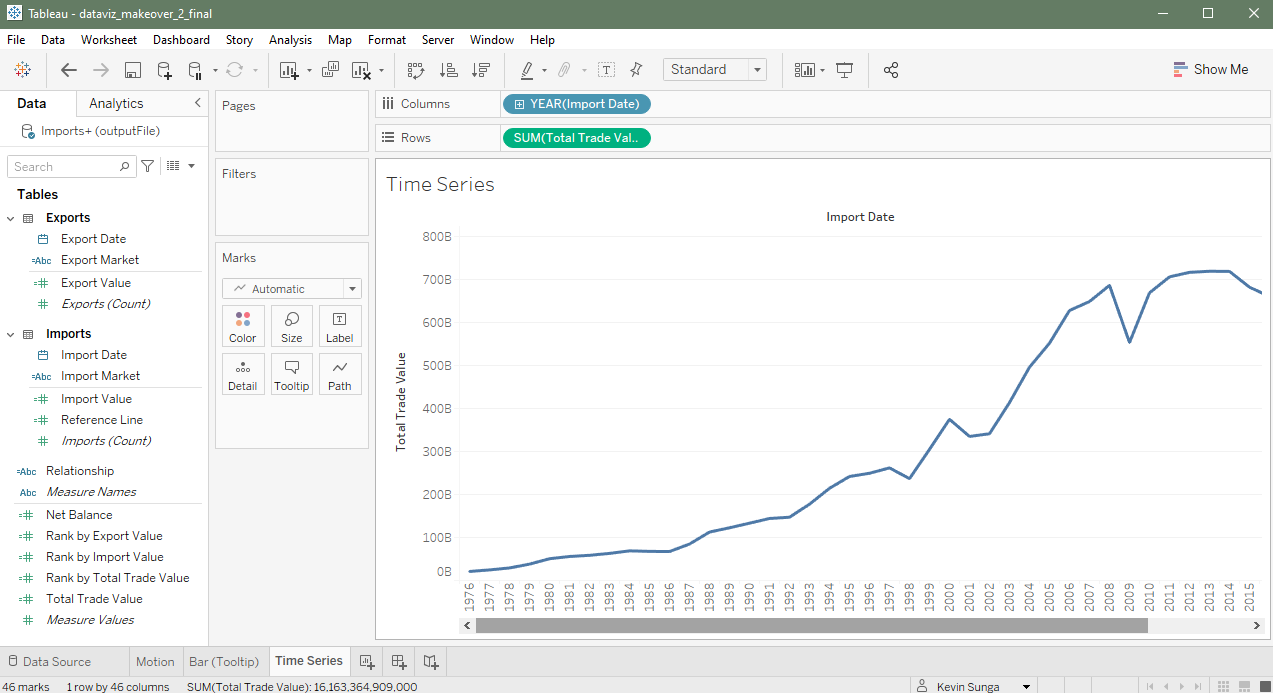 Tableau - dataviz_makeover_2_final
File Data Worksheet Dashboard Story Analysis Map Format Server Window Help
Standard
Show Me
Data Analytics
Imports+ (outputFile)
Search
Tables
Exports
Export Date
Abc Export Market
Export Value
Exports (Count)
Imports
Import Date
Abc Import Market
Import Value
Reference Line
Imports (Count)
Abc Relationship
Abc Measure Names
Net Balance
Rank by Export Value
Rank by Import Value
Rank by Total Trade Value
Total Trade Value
Measure Values
Pages
Filters
Marks
Automatic
Color Size Label
Detail Tooltip Path
Columns YEAR(Import Date)
Rows SUM(Total Trade Val..
Time Series
Import Date
Total Trade Value
800B
700B
600B
500B
400B
300B
200B
100B
0B
1976 1977 1978 1979 1980 1981 1982 1983 1984 1985 1986 1987 1988 1989 1990 1991 1992 1993 1994 1995 1996 1997 1998 1999 2000 2001 2002 2003 2004 2005 2006 2007 2008 2009 2010 2011 2012 2013 2014 2015
Data Source Motion Bar (Tooltip) Time Series
46 marks 1 row by 46 columns SUM(Total Trade Value): 16,163,364,909,000 Kevin Sunga